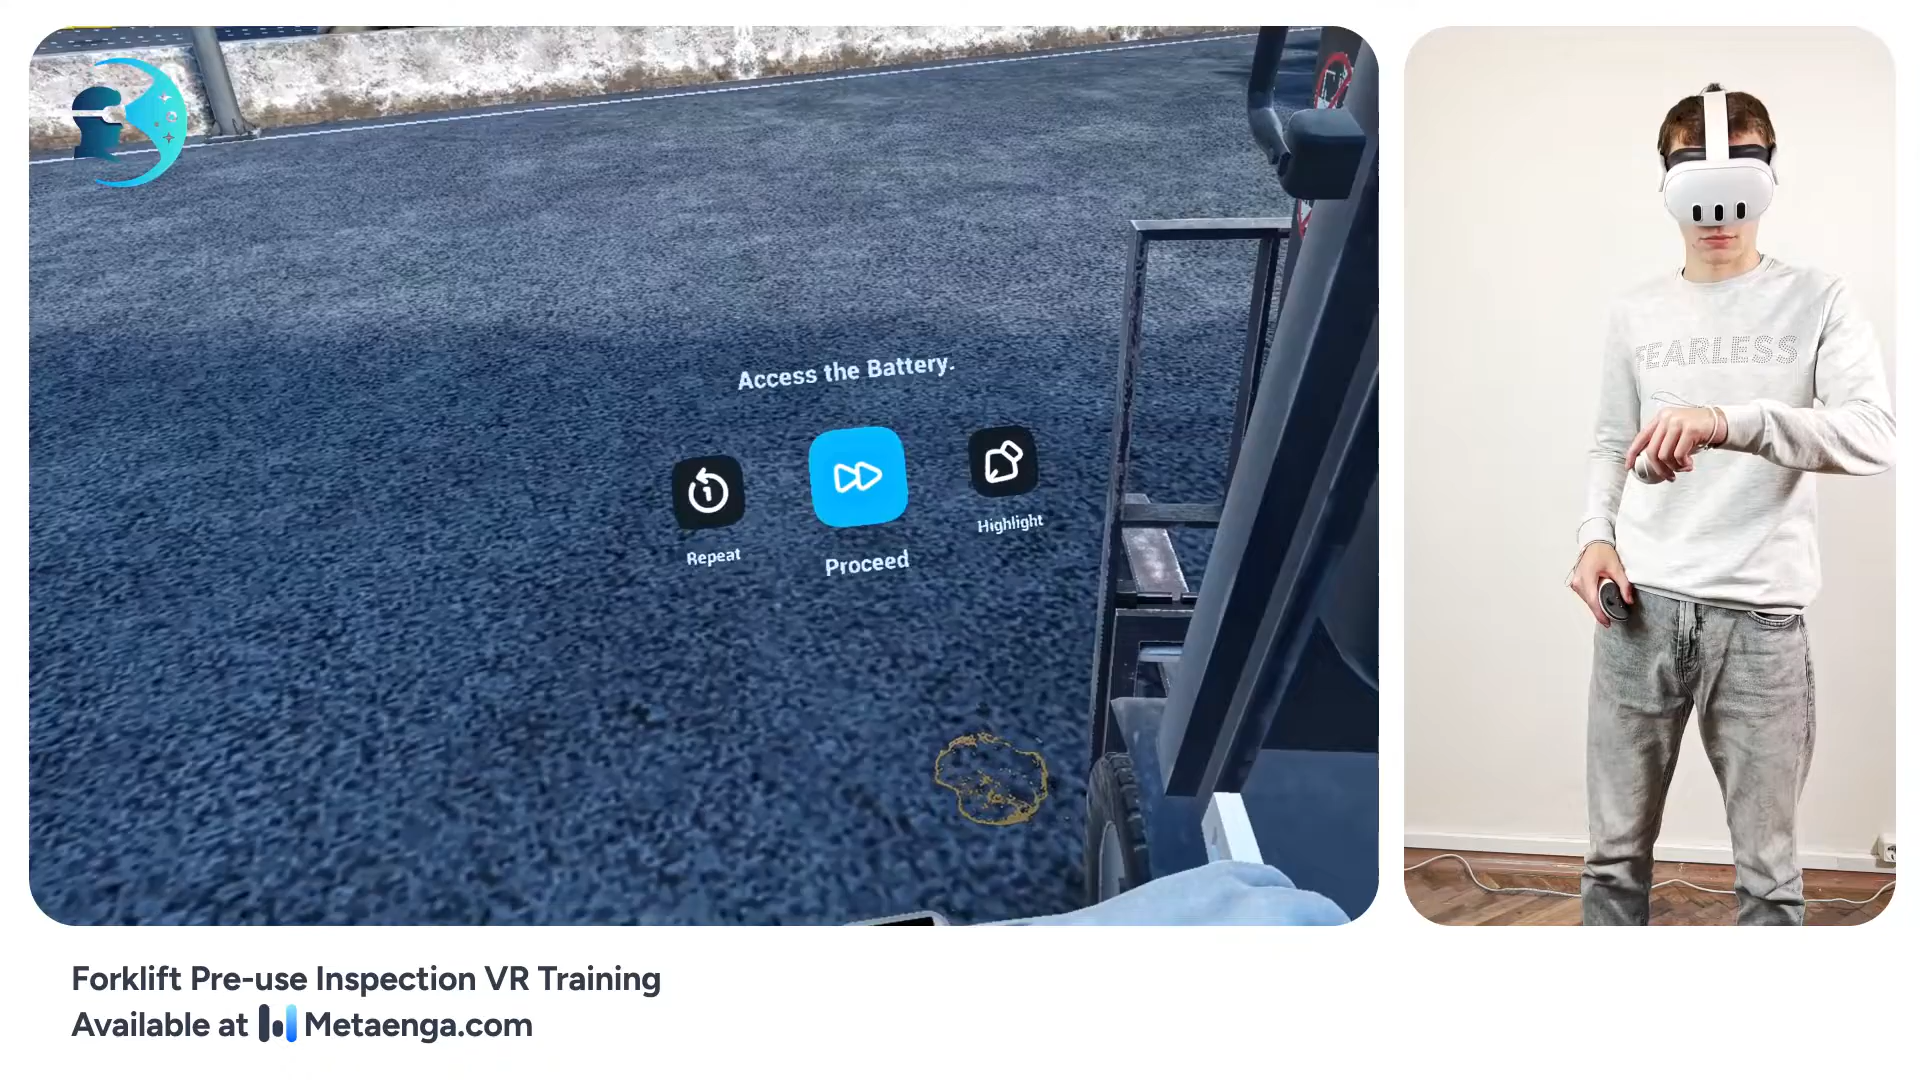 Access the Battery.
Repeat
Proceed
Highlight
FEARLESS
Forklift Pre-use Inspection VR Training
Available at Metaenga.com